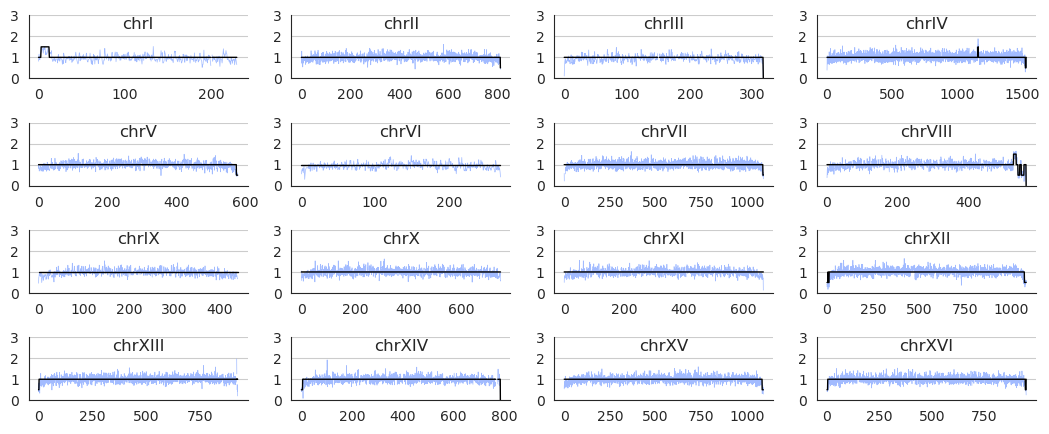 3 chrI 3 chrII 3 chrIII 3 chrIV
2 2 2 2
1 1 1 1
0 0 0 0
0 100 200 0 200 400 600 800 0 100 200 300 0 500 1000 1500
3 chrV 3 chrVI 3 chrVII 3 chrVIII
2 2 2 2
1 1 1 1
0 0 0 0
0 200 400 600 0 100 200 0 250 500 750 1000 0 200 400
3 chrIX 3 chrX 3 chrXI 3 chrXII
2 2 2 2
1 1 1 1
0 0 0 0
0 100 200 300 400 0 200 400 600 0 200 400 600 0 250 500 750 1000
3 chrXIII 3 chrXIV 3 chrXV 3 chrXVI
2 2 2 2
1 1 1 1
0 0 0 0
0 250 500 750 0 200 400 600 800 0 250 500 750 1000 0 250 500 750